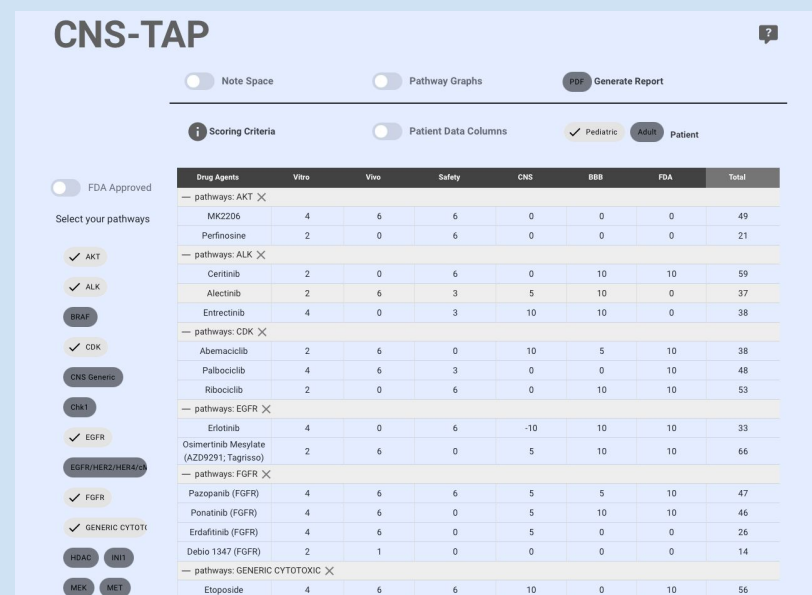 CNS-TAP
?
Note Space Pathway Graphs PDF Generate Report
i Scoring Criteria Patient Data Columns Pediatric Adult Patient
FDA Approved
Select your pathways
AKT
ALK
BRAF
CDK
CNS Generic
Chk1
EGFR
EGFR/HER2/HER4/cM
FGFR
GENERIC CYTOT
HDAC INI1
MEK MET
Drug Agents Vitro Vivo Safety CNS BBB FDA Total
— pathways: AKT X
MK2206 4 6 6 0 0 0 49
Perfinosine 2 0 6 0 0 0 21
— pathways: ALK X
Ceritinib 2 0 6 0 10 10 59
Alectinib 2 6 3 5 10 0 37
Entrectinib 4 0 3 10 10 0 38
— pathways: CDK X
Abemaciclib 2 6 0 10 5 10 38
Palbociclib 4 6 3 0 0 10 48
Ribociclib 2 0 6 0 10 10 53
— pathways: EGFR X
Erlotinib 4 0 6 -10 10 10 33
Osimertinib Mesylate
(AZD9291; Tagrisso) 2 6 0 5 10 10 66
— pathways: FGFR X
Pazopanib (FGFR) 4 6 6 5 5 10 47
Ponatinib (FGFR) 4 6 0 5 10 10 46
Erdafitinib (FGFR) 4 6 0 5 0 0 26
Debio 1347 (FGFR) 2 1 0 0 0 0 14
— pathways: GENERIC CYTOTOXIC X
Etoposide 4 6 6 10 0 10 56